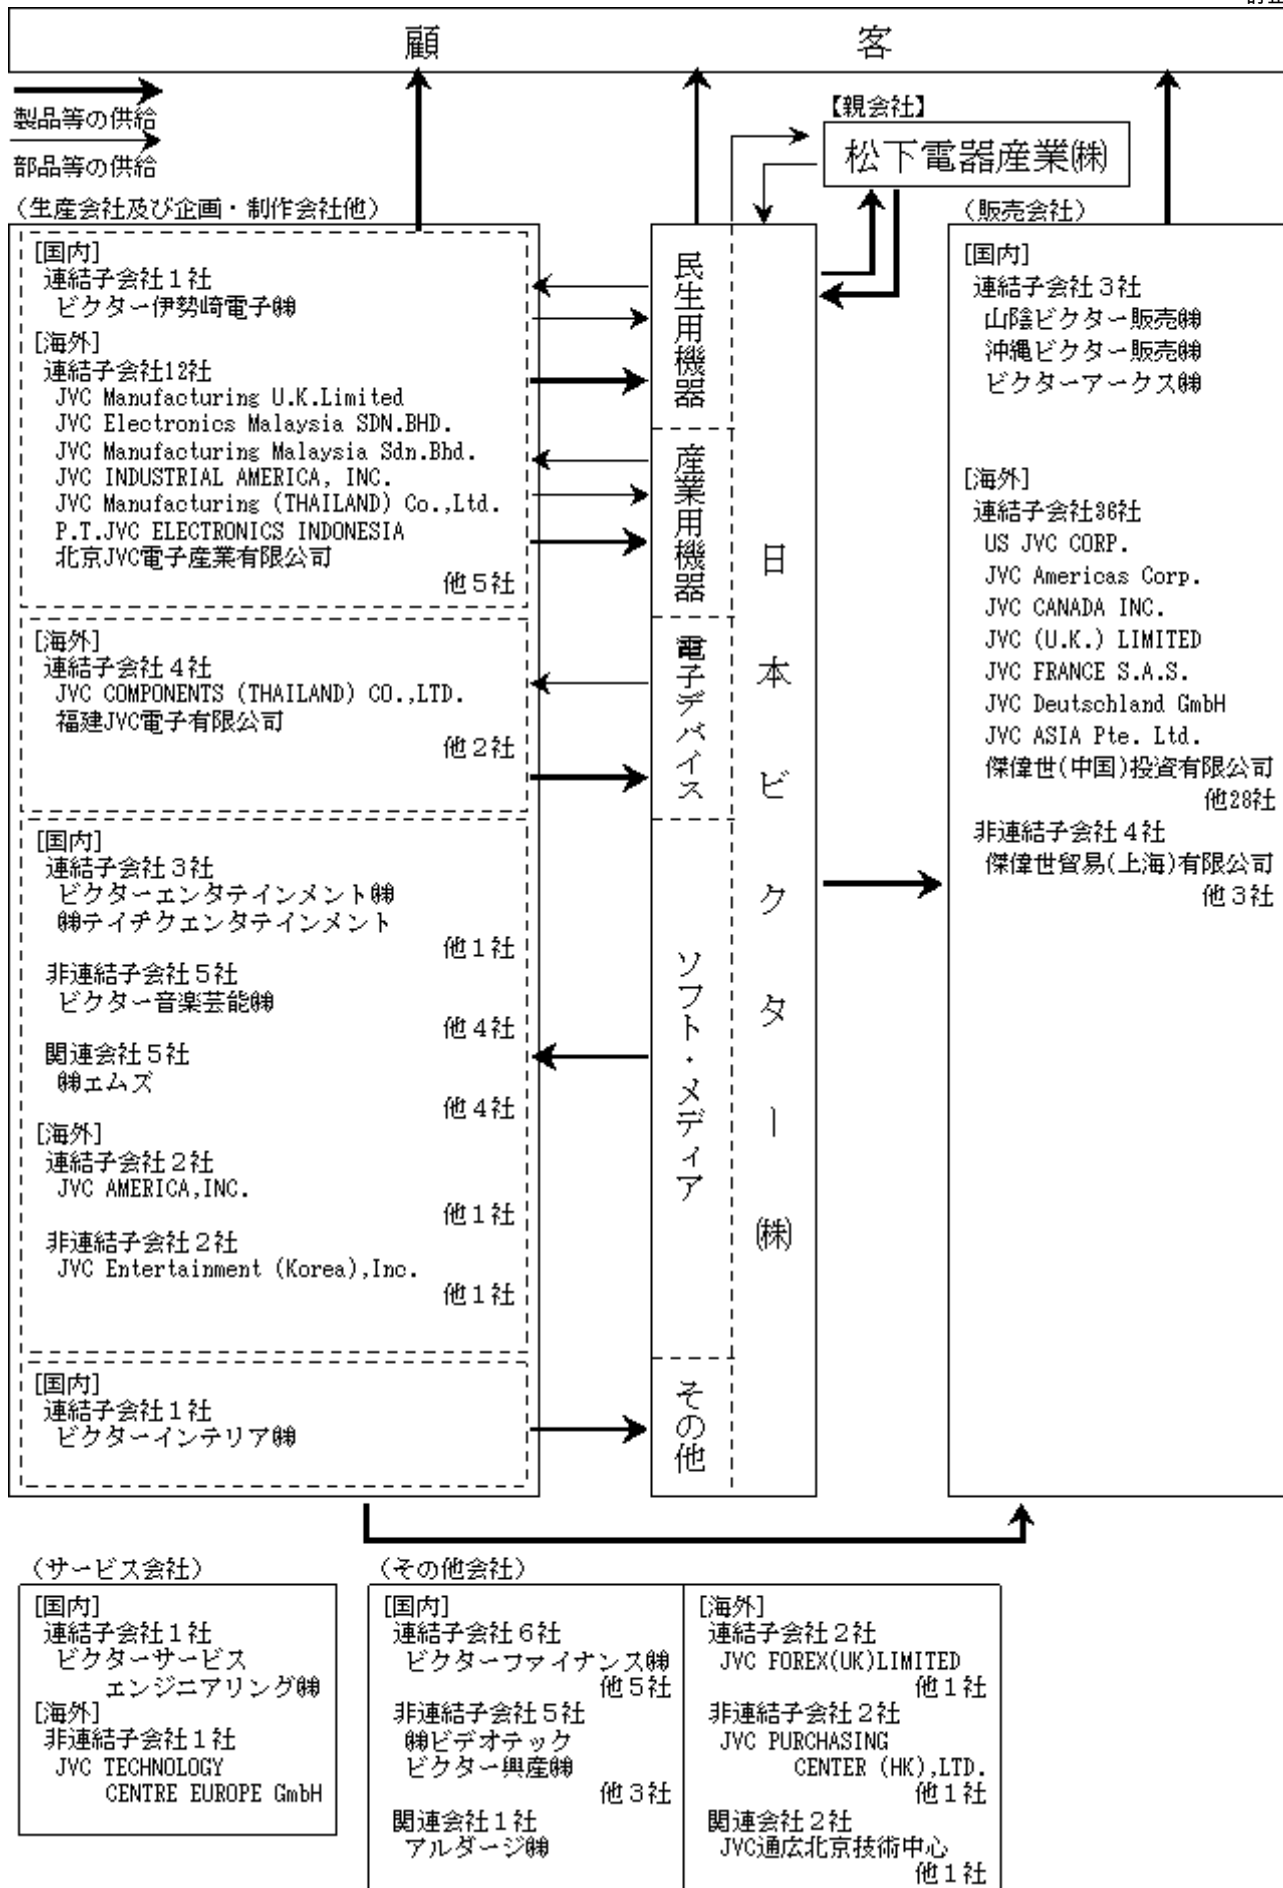 顧客
製品等の供給
部品等の供給
【親会社】
松下電器産業㈱
（生産会社及び企画・制作会社他）
[国内]
連結子会社１社
ビクター伊勢崎電子㈱
[海外]
連結子会社12社
JVC Manufacturing U.K.Limited
JVC Electronics Malaysia SDN.BHD.
JVC Manufacturing Malaysia Sdn.Bhd.
JVC INDUSTRIAL AMERICA, INC.
JVC Manufacturing (THAILAND) Co.,Ltd.
P.T.JVC ELECTRONICS INDONESIA
北京JVC電子産業有限公司
他５社
[海外]
連結子会社４社
JVC COMPONENTS (THAILAND) CO.,LTD.
福建JVC電子有限公司
他２社
[国内]
連結子会社３社
ビクターエンタテインメント㈱
㈱テイチクエンタテインメント
他１社
非連結子会社５社
ビクター音楽芸能㈱
他４社
関連会社５社
㈱エムズ
他４社
[海外]
連結子会社２社
JVC AMERICA,INC.
他１社
非連結子会社２社
JVC Entertainment (Korea),Inc.
他１社
[国内]
連結子会社１社
ビクターインテリア㈱
民生用機器
産業用機器
電子デバイス
ソフト・メディア
その他
日本ビクター㈱
（販売会社）
[国内]
連結子会社３社
山陰ビクター販売㈱
沖縄ビクター販売㈱
ビクターアークス㈱
[海外]
連結子会社36社
US JVC CORP.
JVC Americas Corp.
JVC CANADA INC.
JVC (U.K.) LIMITED
JVC FRANCE S.A.S.
JVC Deutschland GmbH
JVC ASIA Pte. Ltd.
傑偉世(中国)投資有限公司
他28社
非連結子会社４社
傑偉世貿易(上海)有限公司
他３社
（サービス会社）
[国内]
連結子会社１社
ビクターサービス
エンジニアリング㈱
[海外]
非連結子会社１社
JVC TECHNOLOGY
CENTRE EUROPE GmbH
（その他会社）
[国内]
連結子会社６社
ビクターファイナンス㈱
他５社
非連結子会社５社
㈱ビデオテック
ビクター興産㈱
他３社
関連会社１社
アルダージ㈱
[海外]
連結子会社２社
JVC FOREX(UK)LIMITED
他１社
非連結子会社２社
JVC PURCHASING
CENTER (HK),LTD.
他１社
関連会社２社
JVC通広北京技術中心
他１社